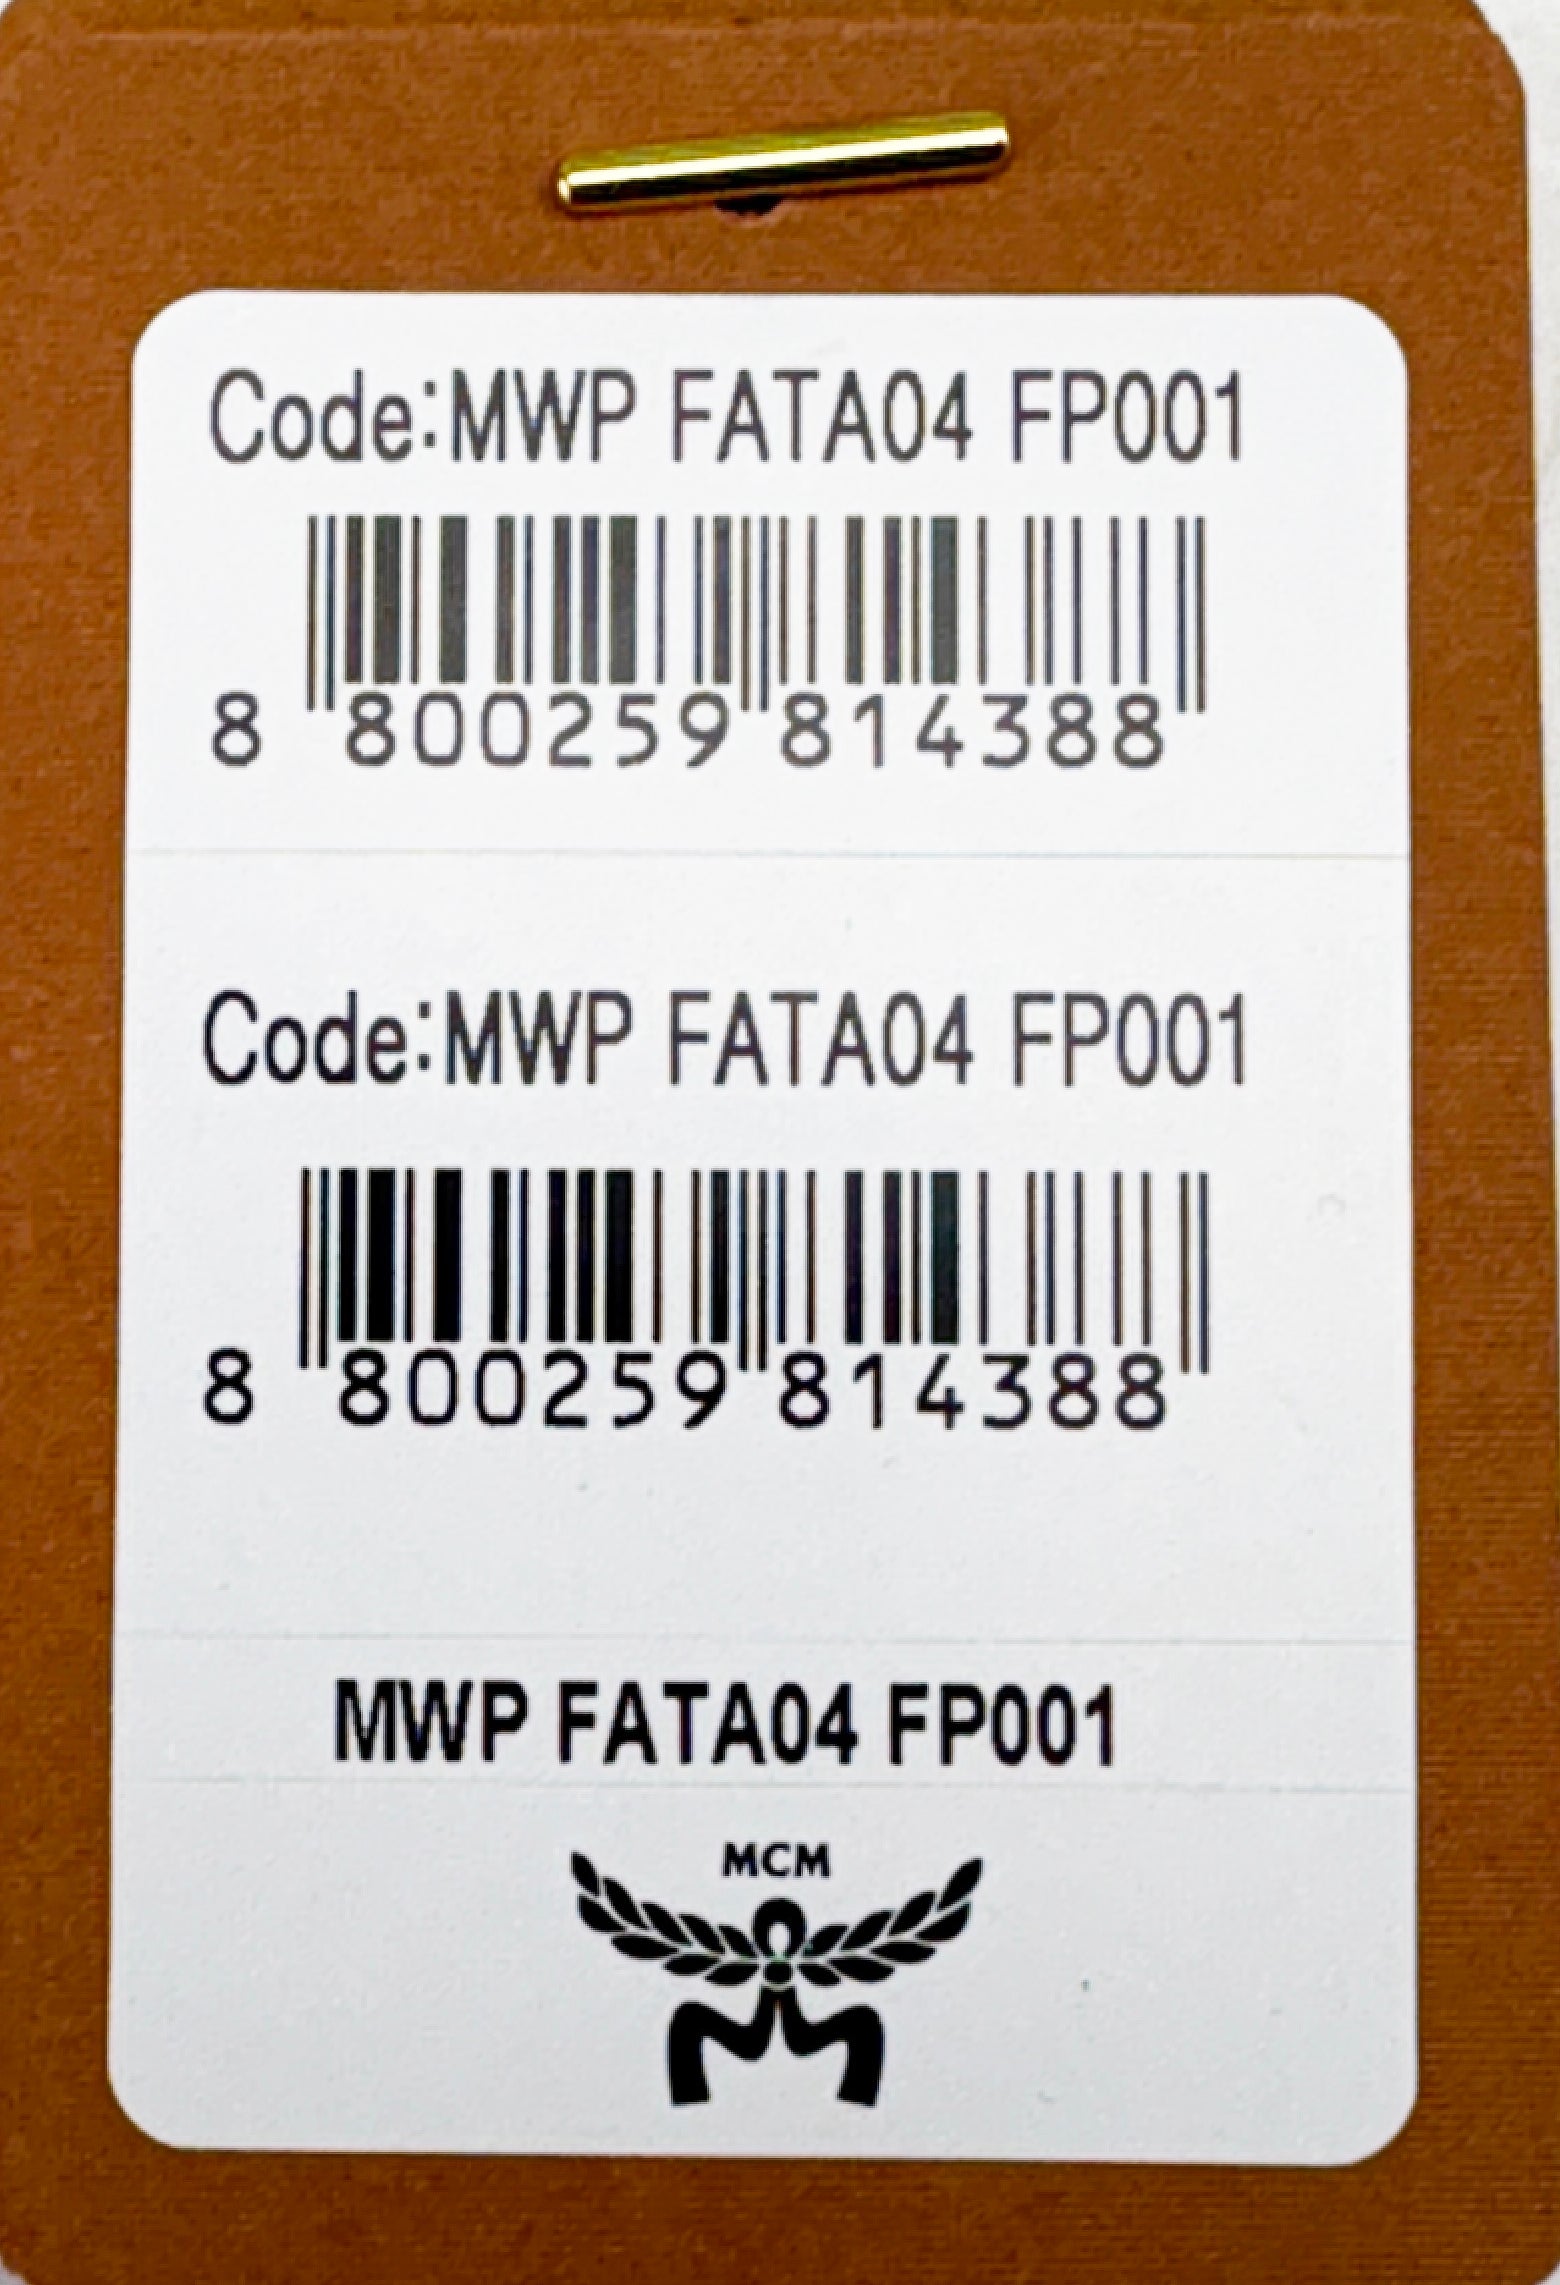 Code:MWP FATA04 FP001
8 800259 814388
Code:MWP FATA04 FP001
8 800259 814388
MWP FATA04 FP001
MCM